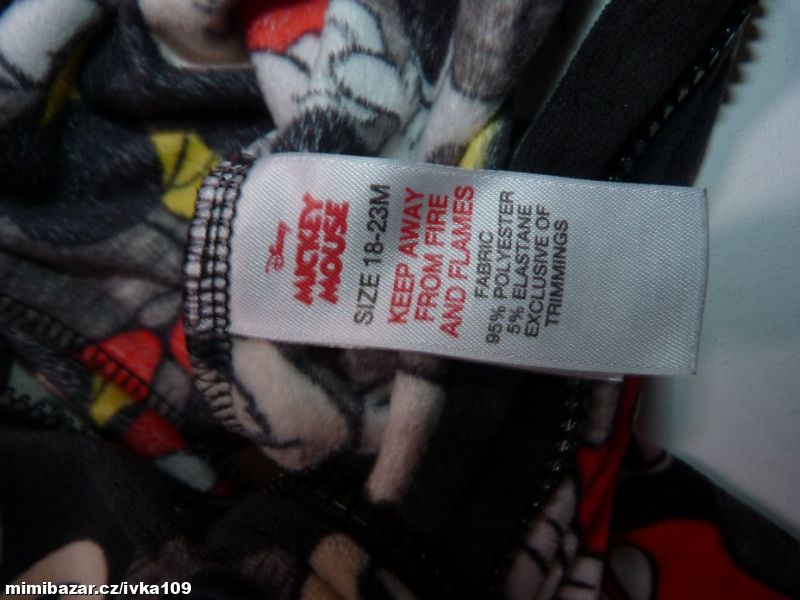 Disney
MICKEY
MOUSE
SIZE 18-23M
KEEP AWAY
FROM FIRE
AND FLAMES
FABRIC
95% POLYESTER
5% ELASTANE
EXCLUSIVE OF
TRIMMINGS
mimibazar.cz/ivka109